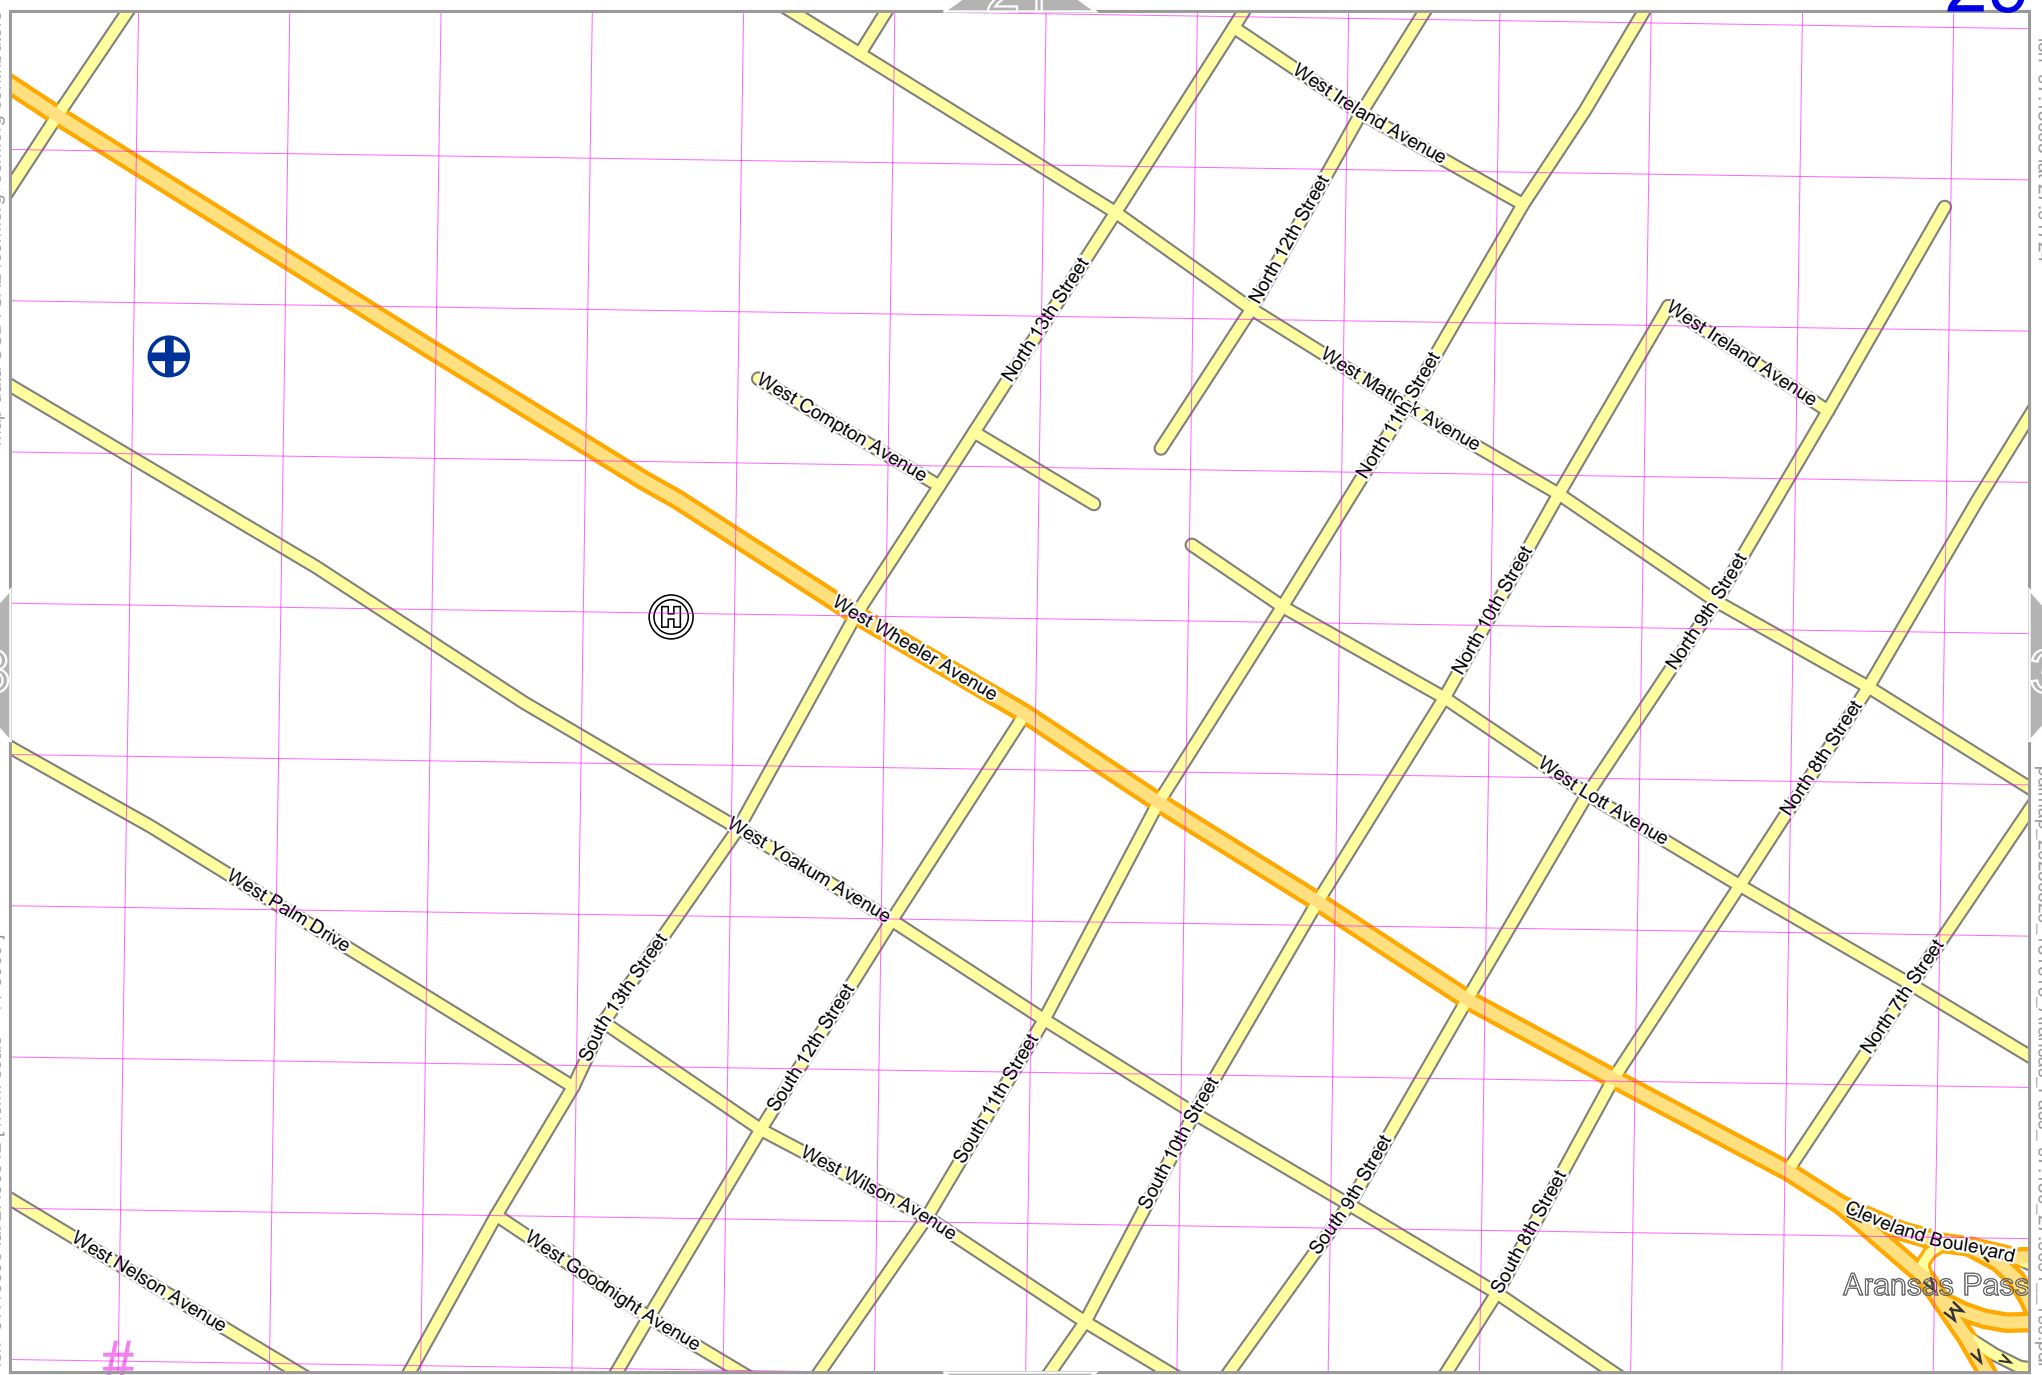 West Ireland Avenue
North 12th Street
North 13th Street
West Ireland Avenue
West Matlock Avenue
North 11th Street
West Compton Avenue
North 10th Street
North 9th Street
H
West Wheeler Avenue
North 8th Street
West Lott Avenue
West Yoakum Avenue
West Palm Drive
South 13th Street
North 7th Street
South 12th Street
South 11th Street
South 10th Street
West Wilson Avenue
South 9th Street
South 8th Street
Cleveland Boulevard
West Nelson Avenue
West Goodnight Avenue
Aransas Pass
#